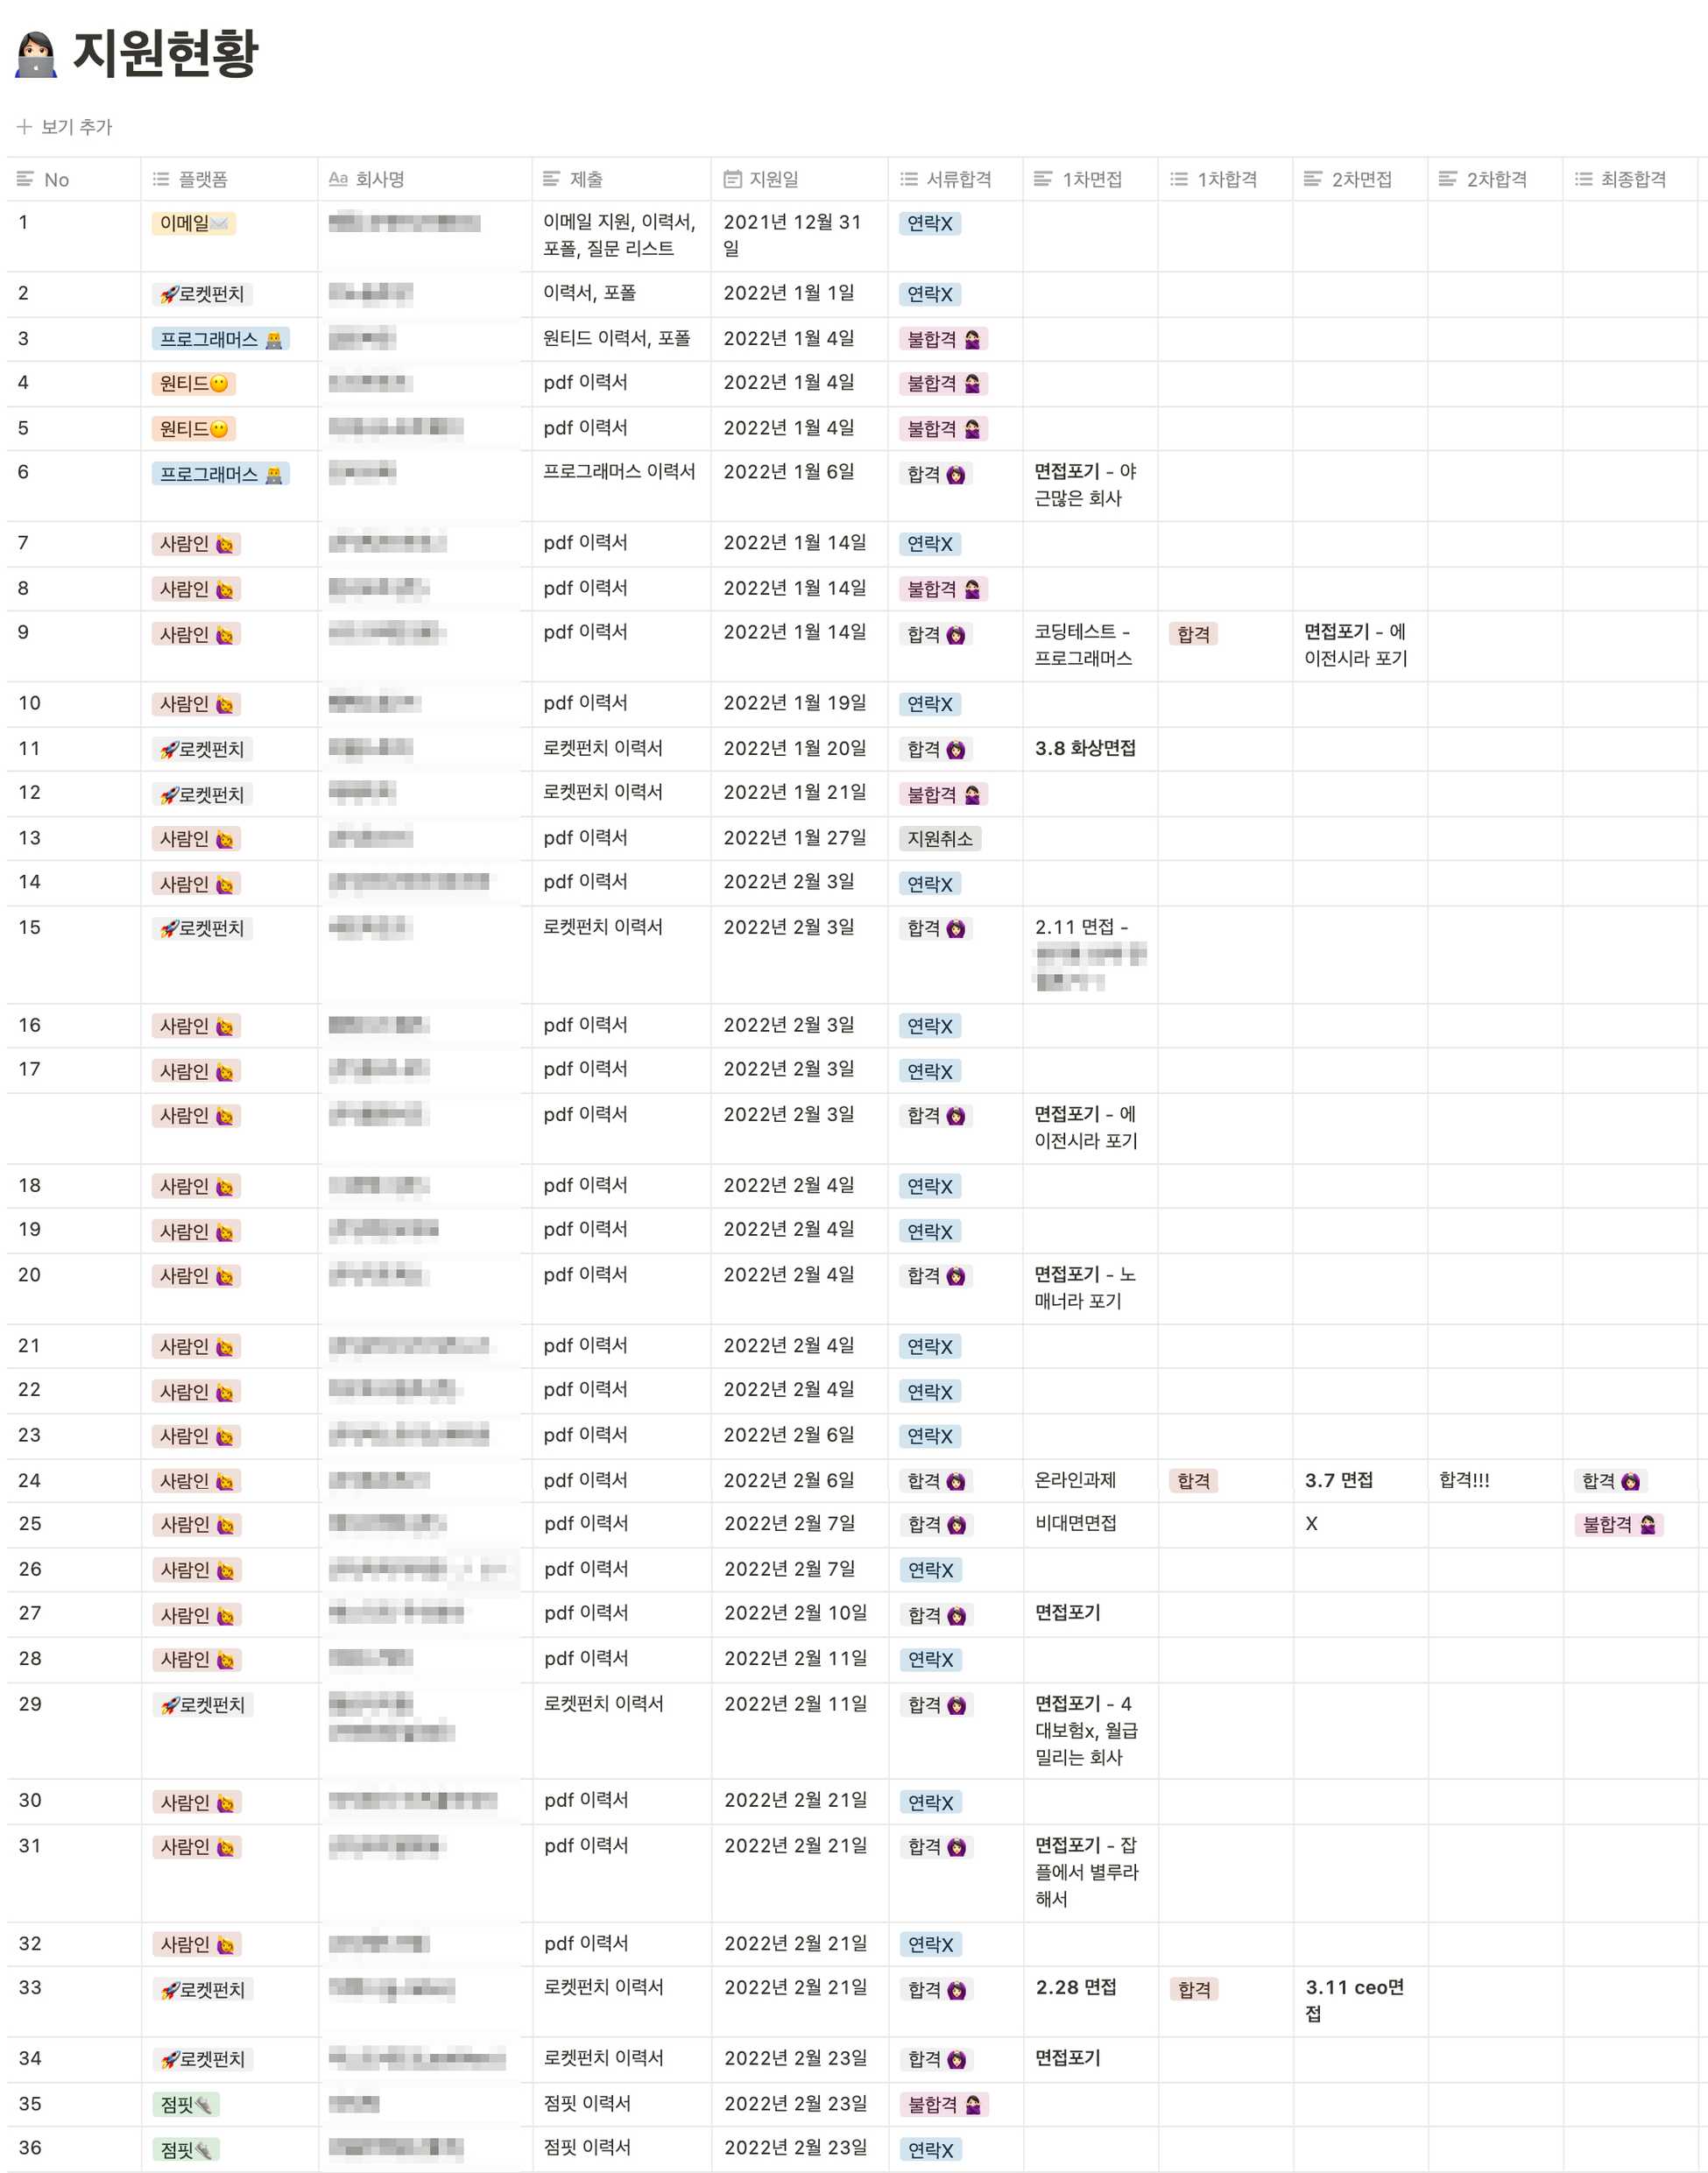 지원현황
보기 추가
No 플랫폼 회사명 제출 지원일 서류합격 1차면접 1차합격 2차면접 2차합격 최종합격
1 이메일 이메일 지원, 이력서, 2021년 12월 31 연락X
포폴, 질문 리스트 일
2 로켓펀치 이력서, 포폴 2022년 1월 1일 연락X
3 프로그래머스 원티드 이력서, 포폴 2022년 1월 4일 불합격
4 원티드 pdf 이력서 2022년 1월 4일 불합격
5 원티드 pdf 이력서 2022년 1월 4일 불합격
6 프로그래머스 프로그래머스 이력서 2022년 1월 6일 합격 면접포기 - 야
근많은 회사
7 사람인 pdf 이력서 2022년 1월 14일 연락X
8 사람인 pdf 이력서 2022년 1월 14일 불합격
9 사람인 pdf 이력서 2022년 1월 14일 합격 코딩테스트 - 합격 면접포기 - 에
프로그래머스 이전시라 포기
10 사람인 pdf 이력서 2022년 1월 19일 연락X
11 로켓펀치 로켓펀치 이력서 2022년 1월 20일 합격 3.8 화상면접
12 로켓펀치 로켓펀치 이력서 2022년 1월 21일 불합격
13 사람인 pdf 이력서 2022년 1월 27일 지원취소
14 사람인 pdf 이력서 2022년 2월 3일 연락X
15 로켓펀치 로켓펀치 이력서 2022년 2월 3일 합격 2.11 면접 -
16 사람인 pdf 이력서 2022년 2월 3일 연락X
17 사람인 pdf 이력서 2022년 2월 3일 연락X
사람인 pdf 이력서 2022년 2월 3일 합격 면접포기 - 에
이전시라 포기
18 사람인 pdf 이력서 2022년 2월 4일 연락X
19 사람인 pdf 이력서 2022년 2월 4일 연락X
20 사람인 pdf 이력서 2022년 2월 4일 합격 면접포기 - 노
매너라 포기
21 사람인 pdf 이력서 2022년 2월 4일 연락X
22 사람인 pdf 이력서 2022년 2월 4일 연락X
23 사람인 pdf 이력서 2022년 2월 6일 연락X
24 사람인 pdf 이력서 2022년 2월 6일 합격 온라인과제 합격 3.7 면접 합격!!! 합격
25 사람인 pdf 이력서 2022년 2월 7일 합격 비대면면접 X 불합격
26 사람인 pdf 이력서 2022년 2월 7일 연락X
27 사람인 pdf 이력서 2022년 2월 10일 합격 면접포기
28 사람인 pdf 이력서 2022년 2월 11일 연락X
29 로켓펀치 로켓펀치 이력서 2022년 2월 11일 합격 면접포기 - 4
대보험x, 월급
밀리는 회사
30 사람인 pdf 이력서 2022년 2월 21일 연락X
31 사람인 pdf 이력서 2022년 2월 21일 합격 면접포기 - 잡
플에서 별루라
해서
32 사람인 pdf 이력서 2022년 2월 21일 연락X
33 로켓펀치 로켓펀치 이력서 2022년 2월 21일 합격 2.28 면접 합격 3.11 ceo면
접
34 로켓펀치 로켓펀치 이력서 2022년 2월 23일 합격 면접포기
35 점핏 점핏 이력서 2022년 2월 23일 불합격
36 점핏 점핏 이력서 2022년 2월 23일 연락X